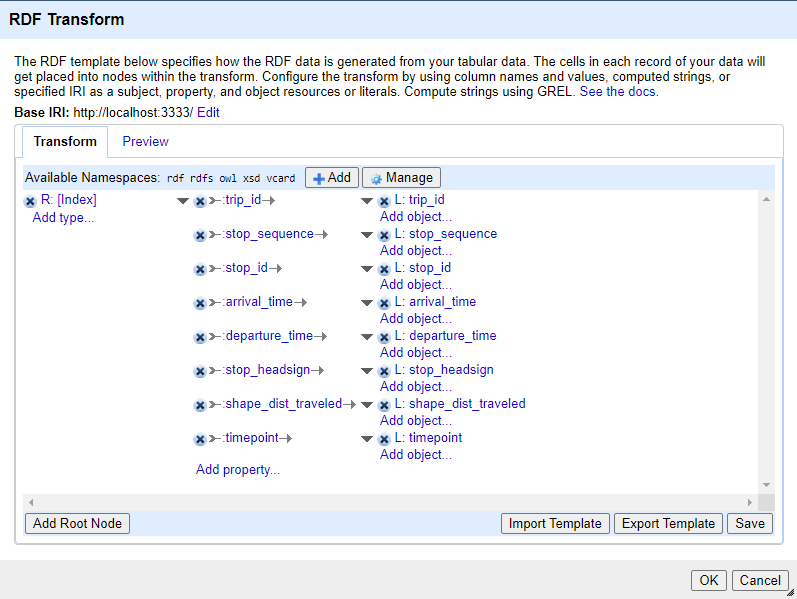 RDF Transform
The RDF template below specifies how the RDF data is generated from your tabular data. The cells in each record of your data will
get placed into nodes within the transform. Configure the transform by using column names and values, computed strings, or
specified IRI as a subject, property, and object resources or literals. Compute strings using GREL. See the docs.
Base IRI: http://localhost:3333/ Edit
Transform Preview
Available Namespaces: rdf rdfs owl xsd vcard Add Manage
R: [Index] :trip_id L: trip_id
Add type... Add object...
:stop_sequence L: stop_sequence
Add object...
:stop_id L: stop_id
Add object...
:arrival_time L: arrival_time
Add object...
:departure_time L: departure_time
Add object...
:stop_headsign L: stop_headsign
Add object...
:shape_dist_traveled L: shape_dist_traveled
Add object...
:timepoint L: timepoint
Add object...
Add property...
Add Root Node Import Template Export Template Save
OK Cancel